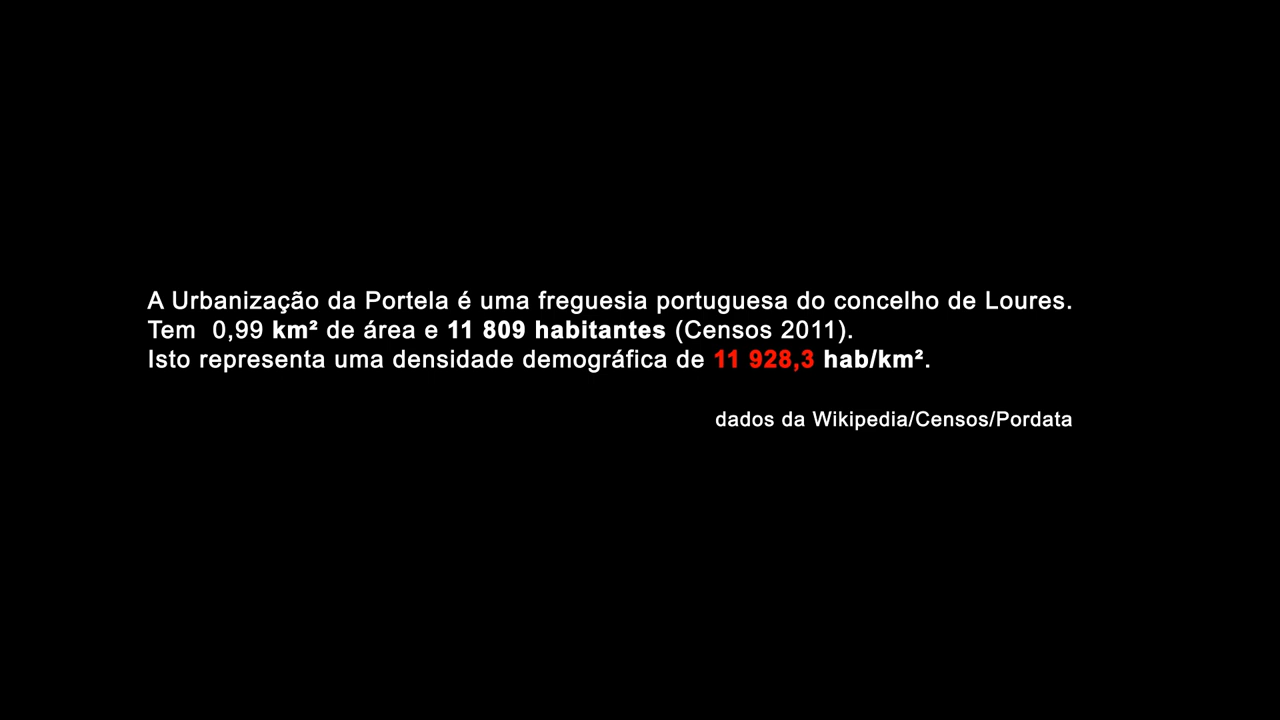 A Urbanização da Portela é uma freguesia portuguesa do concelho de Loures.
Tem  0,99 km² de área e 11 809 habitantes (Censos 2011).
Isto representa uma densidade demográfica de 11 928,3 hab/km².
dados da Wikipedia/Censos/Pordata